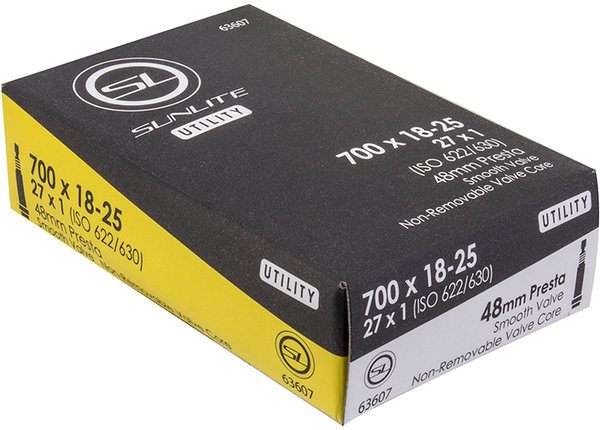 63607
SL
SUNLITE
UTILITY
700 x 18-25
27 x 1
(ISO 622/630)
48mm Presta
Smooth Valve
Non-Removable Valve Core
UTILITY
700 x 18-25
27 x 1 (ISO 622/630)
48mm Presta
Smooth Valve, Non-Removable Valve Core
UTILITY
SL
63607
700 x 18-25
27 x 1 (ISO 622/630)
48mm Presta
Smooth Valve
Non-Removable Valve Core
SL
63607